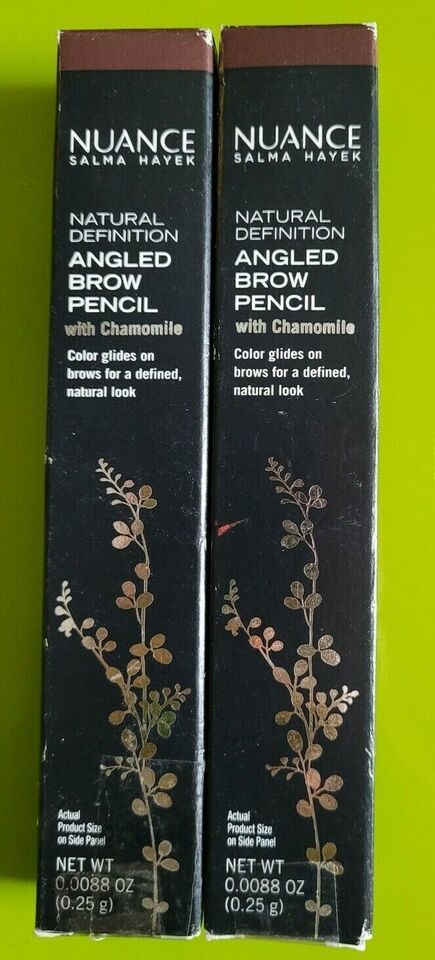 NUANCE
SALMA HAYEK
NATURAL
DEFINITION
ANGLED
BROW
PENCIL
with Chamomile
Color glides on
brows for a defined,
natural look
Actual
Product Size
on Side Panel
NET WT
0.0088 OZ
(0.25 g)
NUANCE
SALMA HAYEK
NATURAL
DEFINITION
ANGLED
BROW
PENCIL
with Chamomile
Color glides on
brows for a defined,
natural look
Actual
Product Size
on Side Panel
NET WT
0.0088 OZ
(0.25 g)